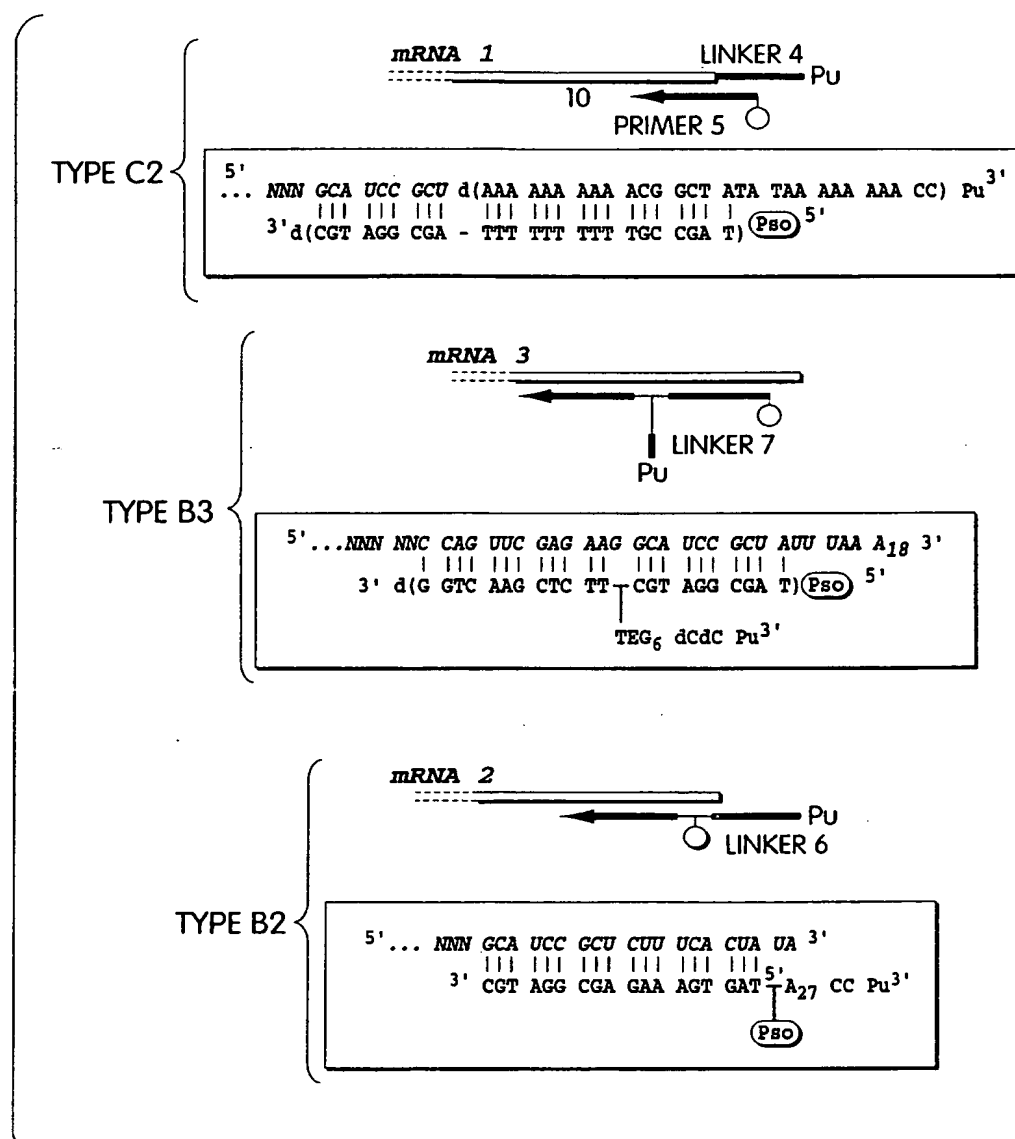 mRNA 1
LINKER 4
Pu
10
PRIMER 5
TYPE C2
5'
... NNN GCA UCC GCU d(AAA AAA AAA ACG GCT ATA TAA AAA AAA CC) Pu3'
3'd(CGT AGG CGA - TTT TTT TTT TGC CGA T) Pso 5'
mRNA 3
LINKER 7
Pu
TYPE B3
5'...NNN NNC CAG UUC GAG AAG GCA UCC GCU AUU UAA A18 3'
3' d(G GTC AAG CTC TT CGT AGG CGA T) Pso 5'
TEG6 dCdC Pu3'
mRNA 2
Pu
LINKER 6
TYPE B2
5'... NNN GCA UCC GCU CUU UCA CUA UA 3'
3' CGT AGG CGA GAA AGT GAT 5' A27 CC Pu3'
Pso